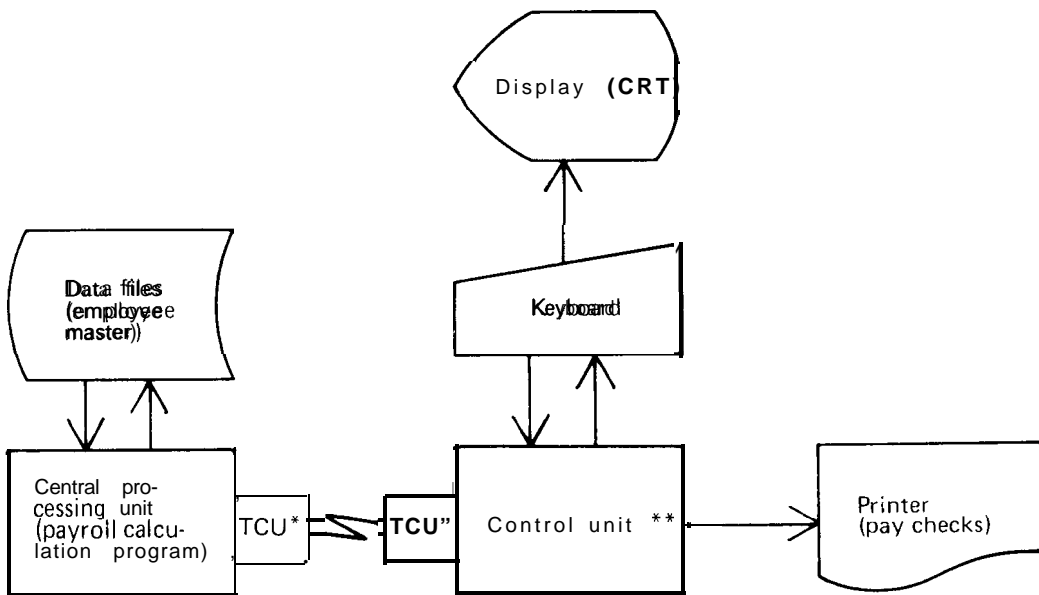 Display (CRT)
Data files
(employee
master)
Keyboard
Central pro-
cessing unit
(payroll calcu-
lation program)
TCU*
TCU"
Control unit **
Printer
(pay checks)